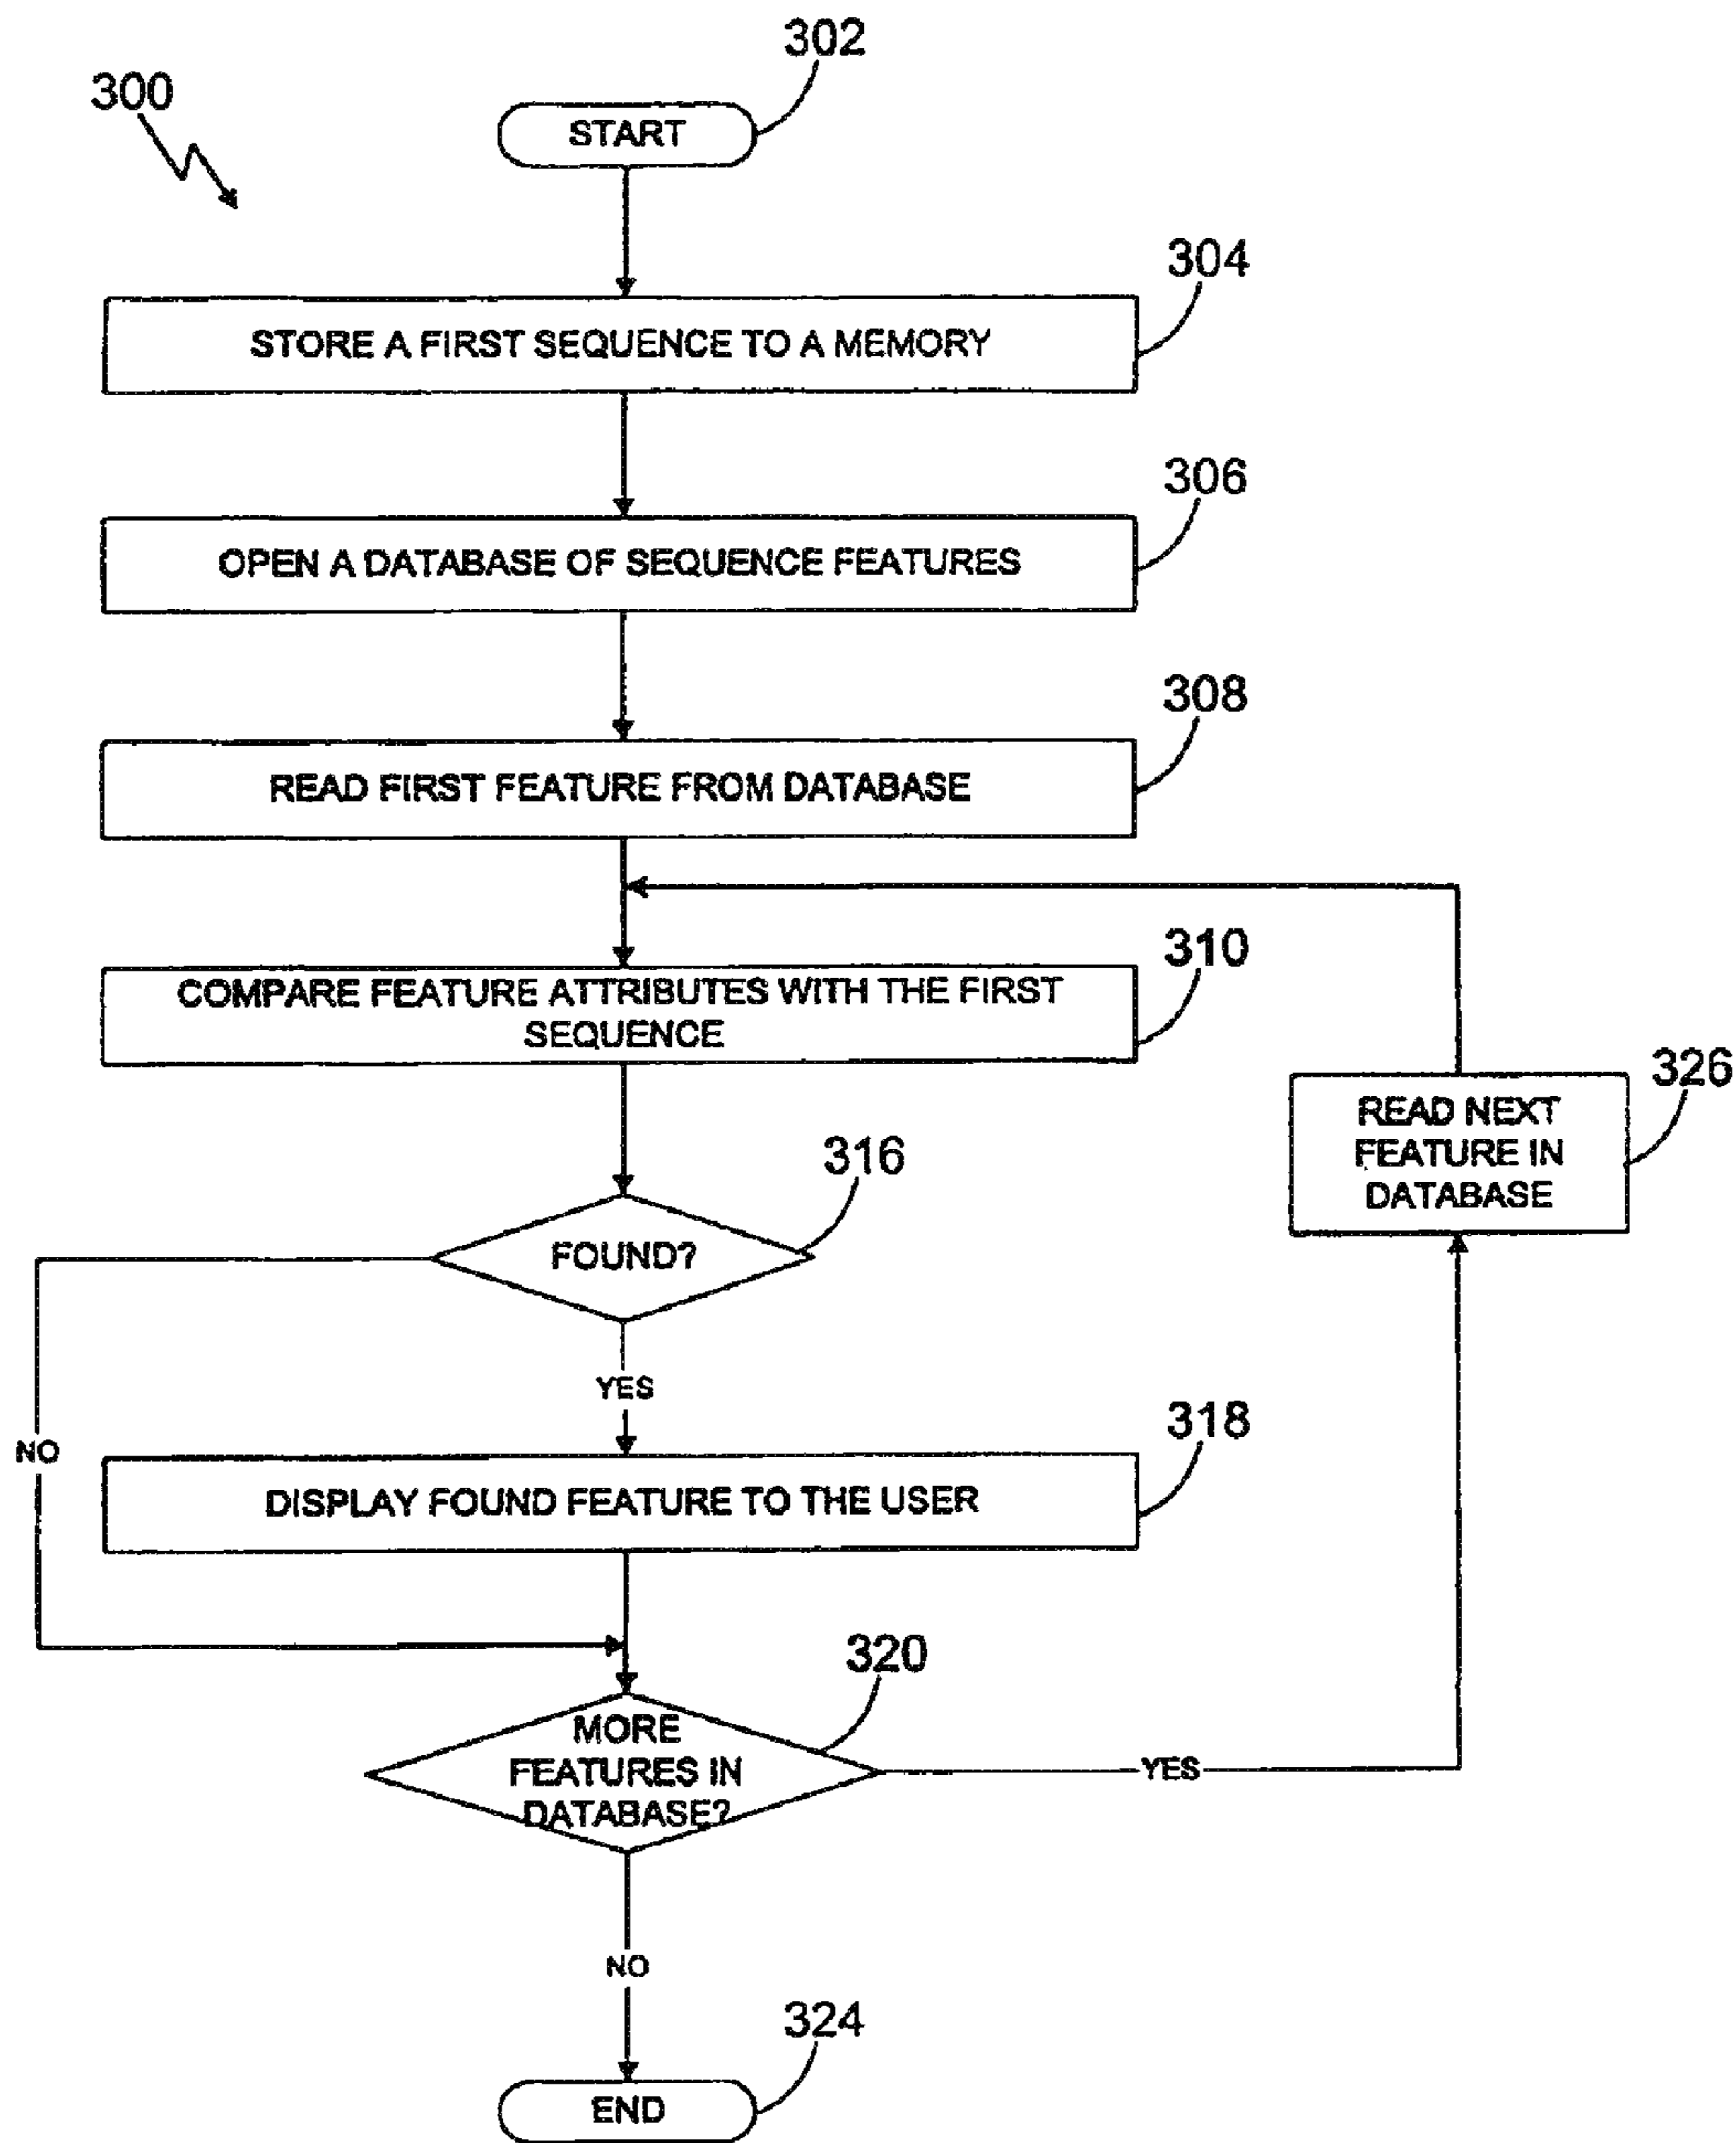 302
300
START
304
STORE A FIRST SEQUENCE TO A MEMORY
306
OPEN A DATABASE OF SEQUENCE FEATURES
308
READ FIRST FEATURE FROM DATABASE
310
COMPARE FEATURE ATTRIBUTES WITH THE FIRST
SEQUENCE
326
READ NEXT
FEATURE IN
DATABASE
316
FOUND?
YES
NO
318
DISPLAY FOUND FEATURE TO THE USER
320
MORE
FEATURES IN
DATABASE?
YES
NO
324
END